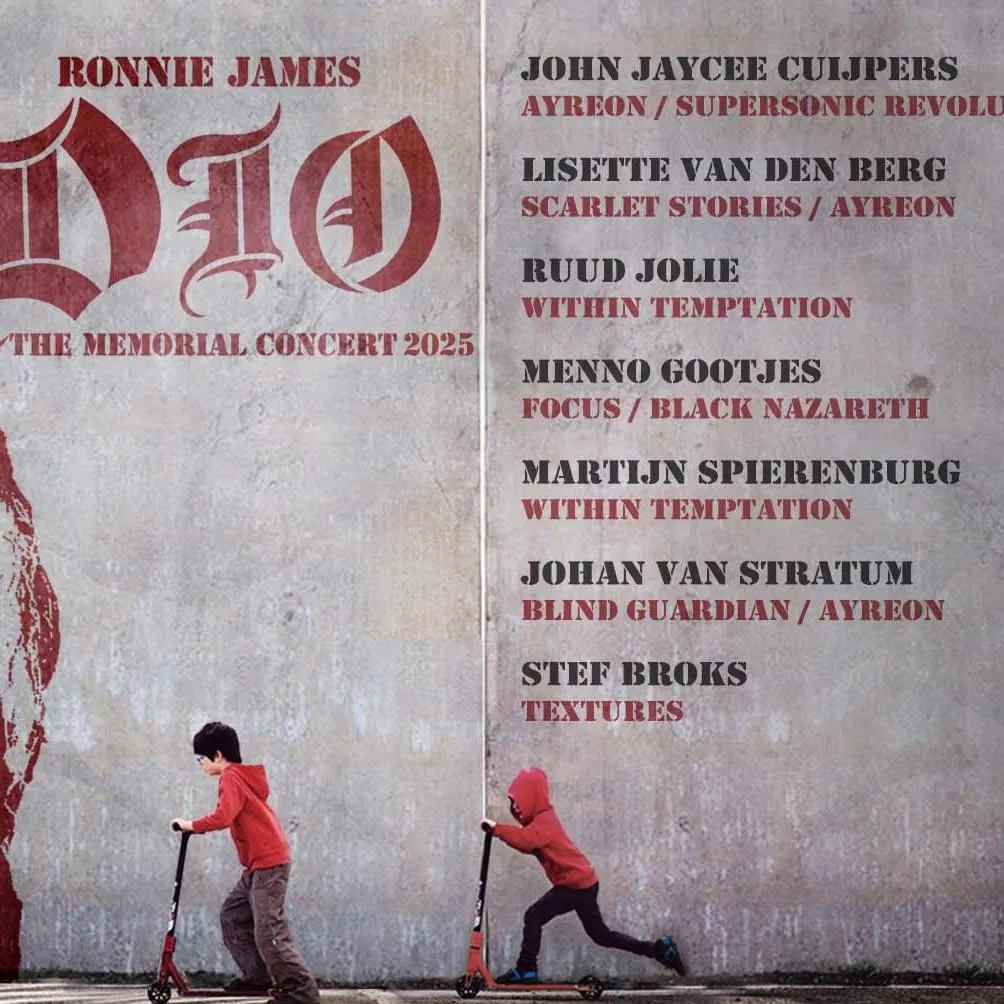 RONNIE JAMES
DIO
THE MEMORIAL CONCERT 2025
JOHN JAYCEE CUIJPERS
AYREON / SUPERSONIC REVOLU
LISETTE VAN DEN BERG
SCARLET STORIES / AYREON
RUUD JOLIE
WITHIN TEMPTATION
MENNO GOOTJES
FOCUS / BLACK NAZARETH
MARTIJN SPIERENBURG
WITHIN TEMPTATION
JOHAN VAN STRATUM
BLIND GUARDIAN / AYREON
STEF BROKS
TEXTURES